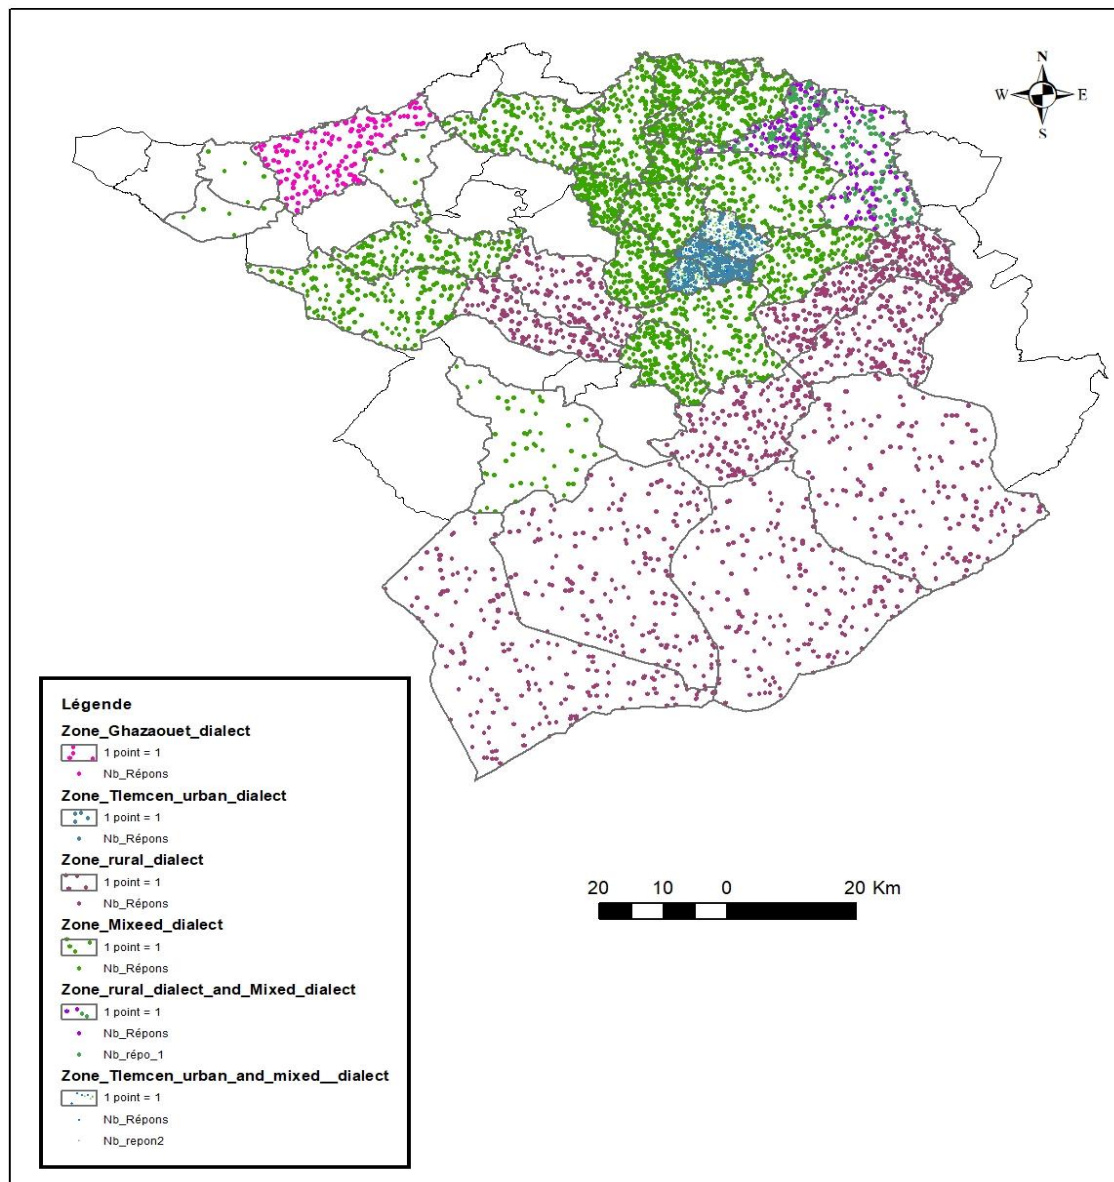 N
W E
S
20 10 0 20 Km
Légende
Zone_Ghazaouet_dialect
1 point = 1
Nb_Répons
Zone_Tlemcen_urban_dialect
1 point = 1
Nb_Répons
Zone_rural_dialect
1 point = 1
Nb_Répons
Zone_Mixeed_dialect
1 point = 1
Nb_Répons
Zone_rural_dialect_and_Mixed_dialect
1 point = 1
Nb_Répons
Nb_répo_1
Zone_Tlemcen_urban_and_mixed__dialect
1 point = 1
Nb_Répons
Nb_repon2